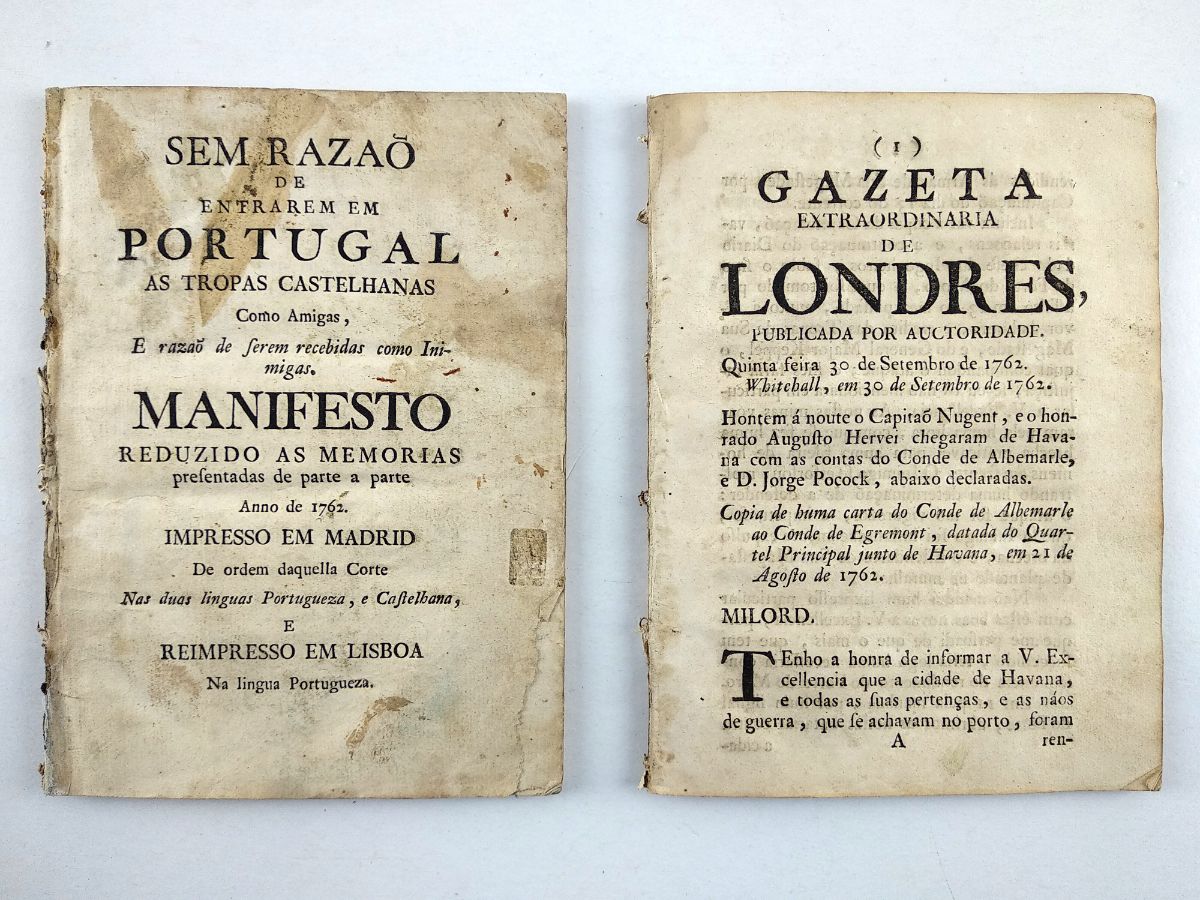 SEM RAZAÕ
DE
ENTRAREM EM
PORTUGAL
AS TROPAS CASTELHANAS
Como Amigas,
E razaõ de ſerem recebidas como Ini-
migas.
MANIFESTO
REDUZIDO AS MEMORIAS
preſentadas de parte a parte
Anno de 1762.
IMPRESSO EM MADRID
De ordem daquella Corte
Nas duas linguas Portugueza, e Caſtelhana,
E
REIMPRESSO EM LISBOA
Na lingua Portugueza.
(1)
GAZETA
EXTRAORDINARIA
DE
LONDRES,
PUBLICADA POR AUCTORIDADE.
Quinta feira 30 de Setembro de 1762.
Whitehall, em 30 de Setembro de 1762.
Hontem á noute o Capitaõ Nugent, e o hon-
rado Auguſto Hervei chegaram de Hava-
na com as contas do Conde de Albemarle,
e D. Jorge Pocock, abaixo declaradas.
Copia de huma carta do Conde de Albemarle
ao Conde de Egremont, datada do Quar-
tel Principal junto de Havana, em 21 de
Agoſto de 1762.
MILORD.
TEnho a honra de informar a V. Ex-
cellencia que a cidade de Havana,
e todas as ſuas pertenças, e as náos
de guerra, que ſe achavam no porto, foram
A ren-